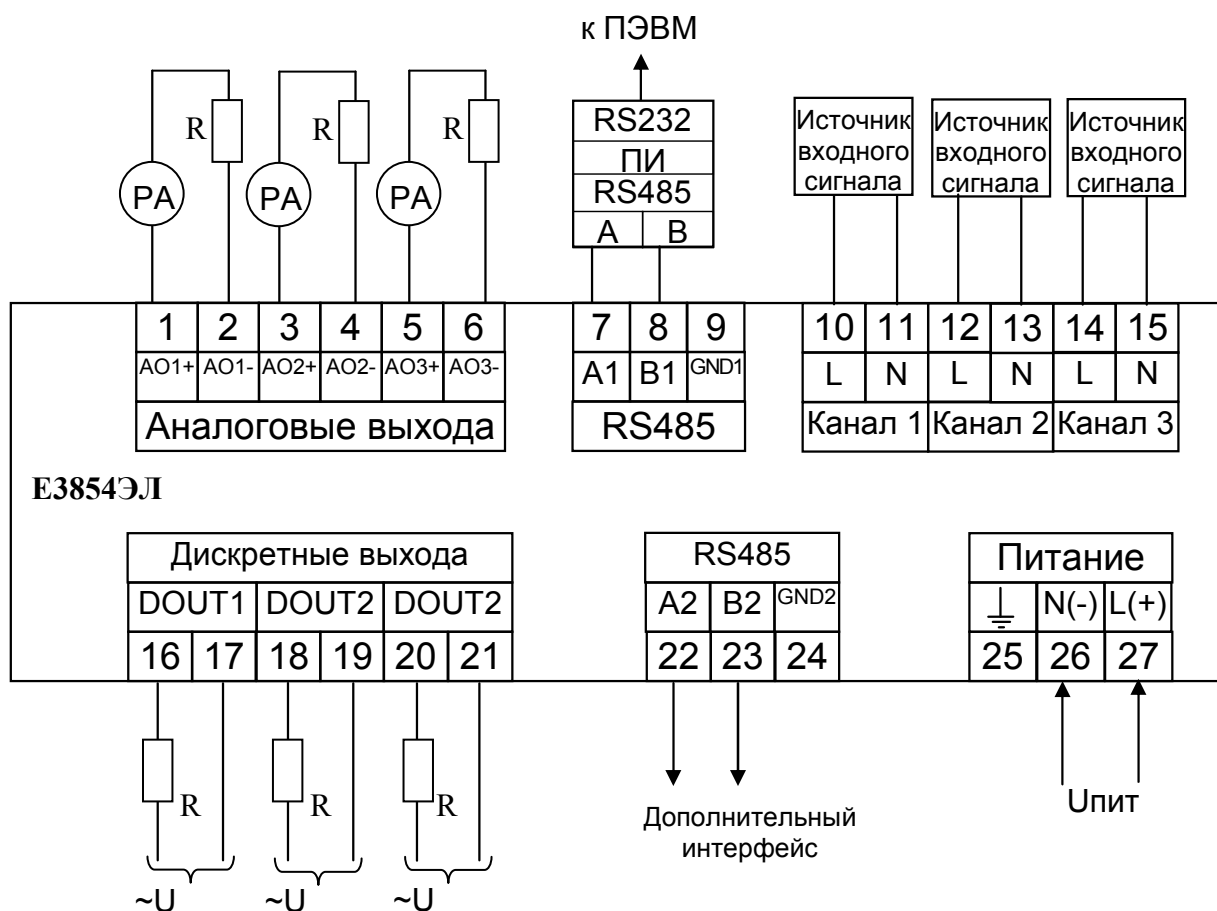 к ПЭВМ
R R R
PA PA PA
RS232
ПИ
RS485
A B
Источник входного сигнала
Источник входного сигнала
Источник входного сигнала
1 2 3 4 5 6
AO1+ AO1- AO2+ AO2- AO3+ AO3-
Аналоговые выхода
7 8 9
A1 B1 GND1
RS485
10 11 12 13 14 15
L N L N L N
Канал 1 Канал 2 Канал 3
Е3854ЭЛ
Дискретные выхода
DOUT1 DOUT2 DOUT2
16 17 18 19 20 21
RS485
A2 B2 GND2
22 23 24
Питание
N(-) L(+)
25 26 27
R R R
~U ~U ~U
Дополнительный
интерфейс
Uпит